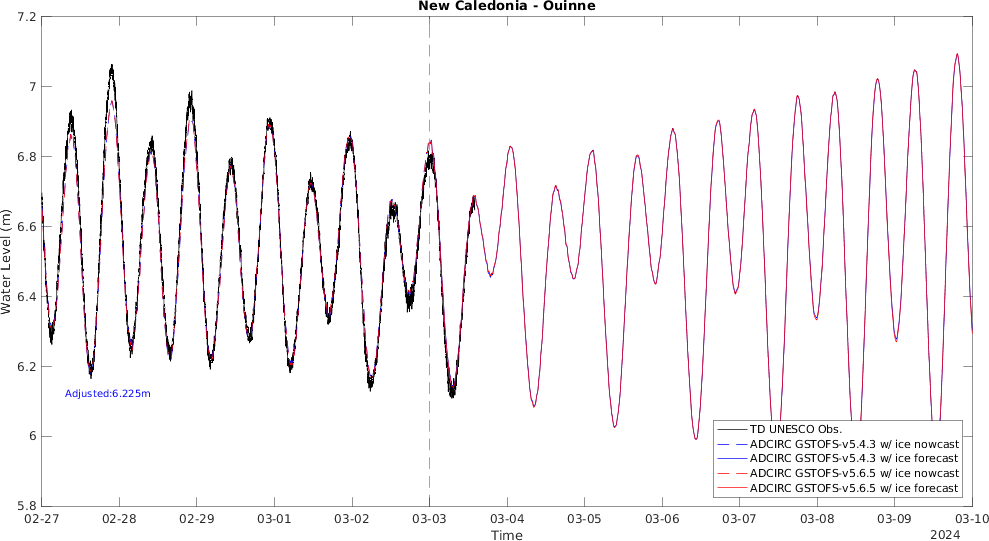 New Caledonia - Ouinne
7.2
7
6.8
6.6
6.4
6.2
6
5.8
Water Level (m)
Adjusted:6.225m
TD UNESCO Obs.
ADCIRC GSTOFS-v5.4.3 w/ ice nowcast
ADCIRC GSTOFS-v5.4.3 w/ ice forecast
ADCIRC GSTOFS-v5.6.5 w/ ice nowcast
ADCIRC GSTOFS-v5.6.5 w/ ice forecast
02-27 02-28 02-29 03-01 03-02 03-03 03-04 03-05 03-06 03-07 03-08 03-09 03-10
Time
2024